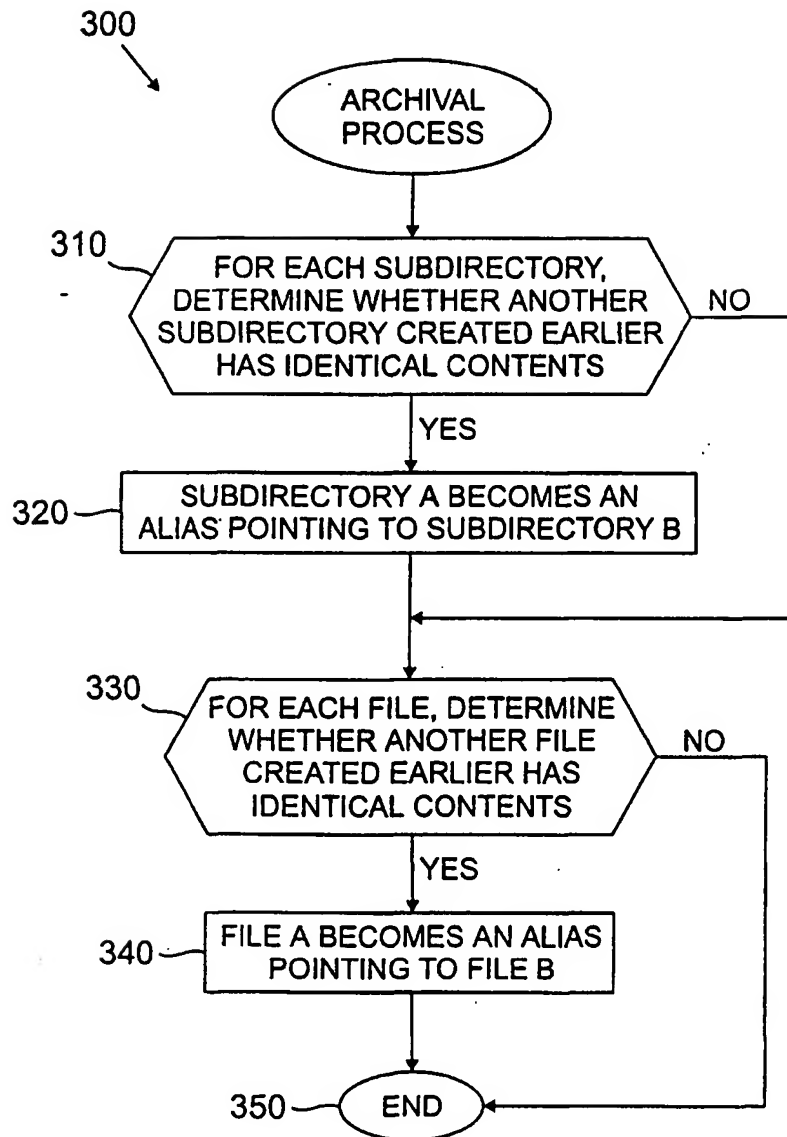 300
ARCHIVAL
PROCESS
310
FOR EACH SUBDIRECTORY,
DETERMINE WHETHER ANOTHER
SUBDIRECTORY CREATED EARLIER
HAS IDENTICAL CONTENTS
NO
YES
320
SUBDIRECTORY A BECOMES AN
ALIAS POINTING TO SUBDIRECTORY B
330
FOR EACH FILE, DETERMINE
WHETHER ANOTHER FILE
CREATED EARLIER HAS
IDENTICAL CONTENTS
NO
YES
340
FILE A BECOMES AN ALIAS
POINTING TO FILE B
350
END